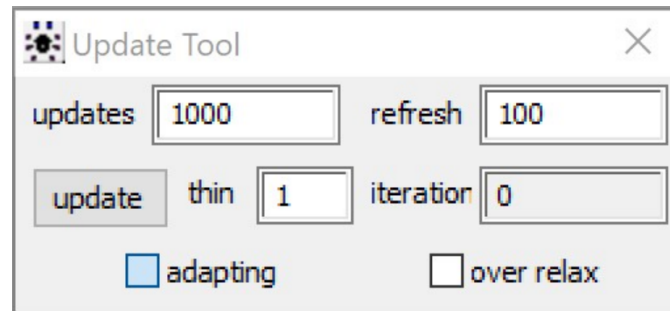 Update Tool
updates 1000 refresh 100
update thin 1 iteration 0
adapting over relax